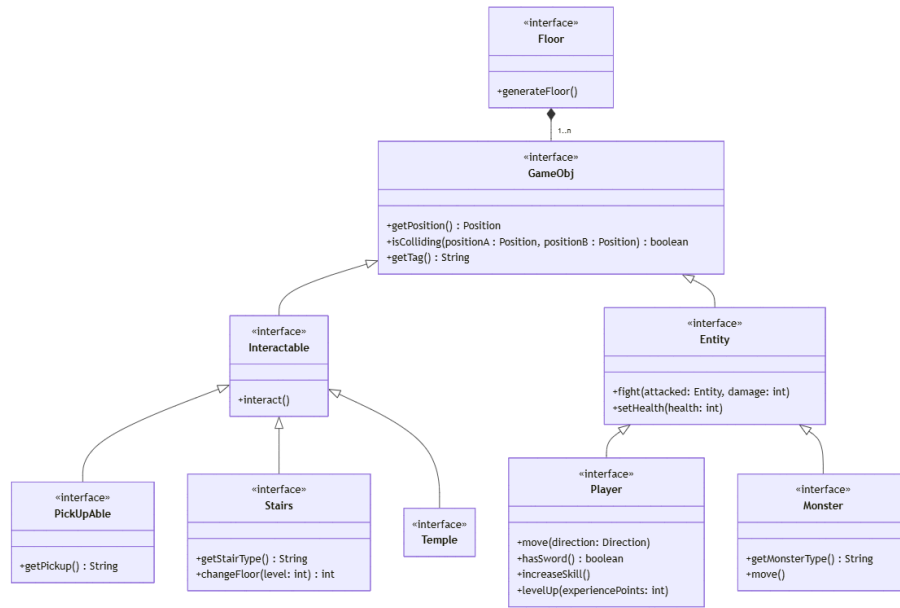 «interface»
Floor
+generateFloor()
1..n
«interface»
GameObj
+getPosition() : Position
+isColliding(positionA : Position, positionB : Position) : boolean
+getTag() : String
«interface»
Interactable
+interact()
«interface»
Entity
+fight(attacked: Entity, damage: int)
+setHealth(health: int)
«interface»
PickUpAble
+getPickup() : String
«interface»
Stairs
+getStairType() : String
+changeFloor(level: int) : int
«interface»
Temple
«interface»
Player
+move(direction: Direction)
+hasSword() : boolean
+increaseSkill()
+levelUp(experiencePoints: int)
«interface»
Monster
+getMonsterType() : String
+move()